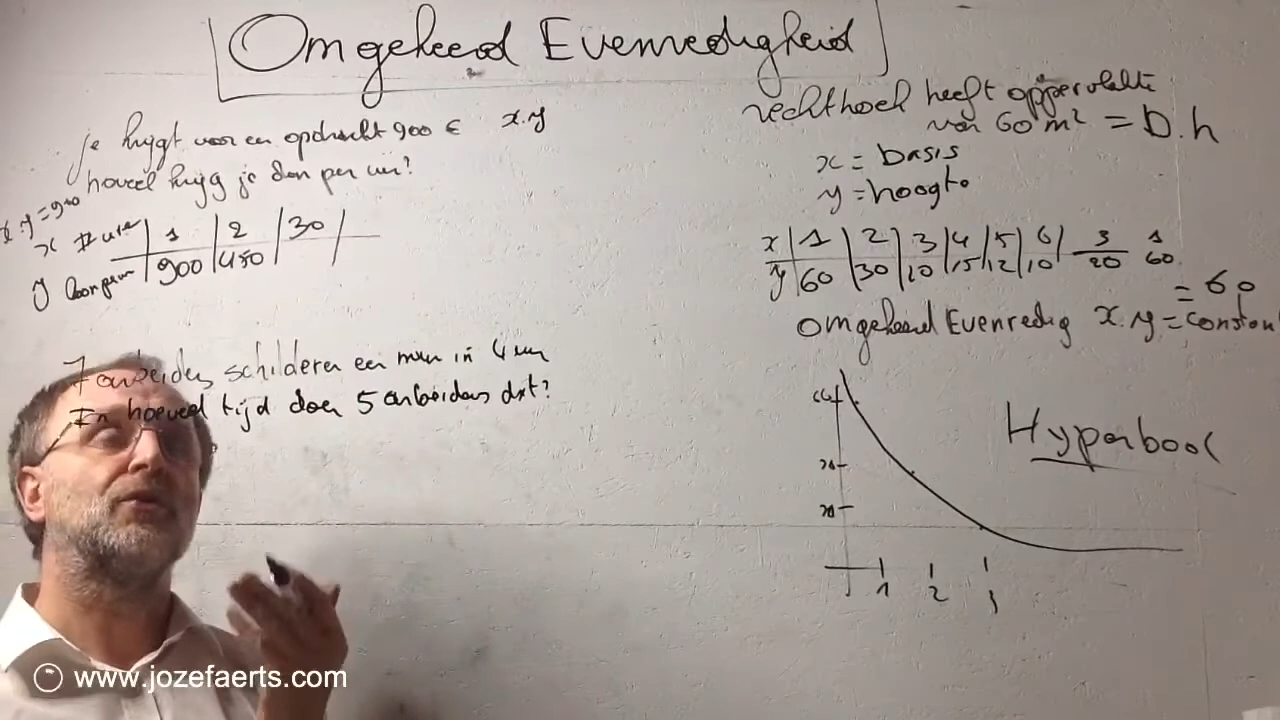 Omgekeerd Evenredigheid
je krijgt voor een opdracht 900 € x.y
hoeveel krijg je dan per uur?
x.y = 900
x # uren 1 2 30
y loon per uur 900 450
7 arbeiders schilderen een muur in 4 uur
In hoeveel tijd doen 5 arbeiders dat?
rechthoek heeft oppervlakte
van 60 m² = b.h
x = basis
y = hoogte
x 1 2 3 4 5 6 3 1
y 60 30 20 15 12 10 20 60
= 60
Omgekeerd Evenredig x.y = constant
Hyperbool
1 2 3
www.jozefaerts.com